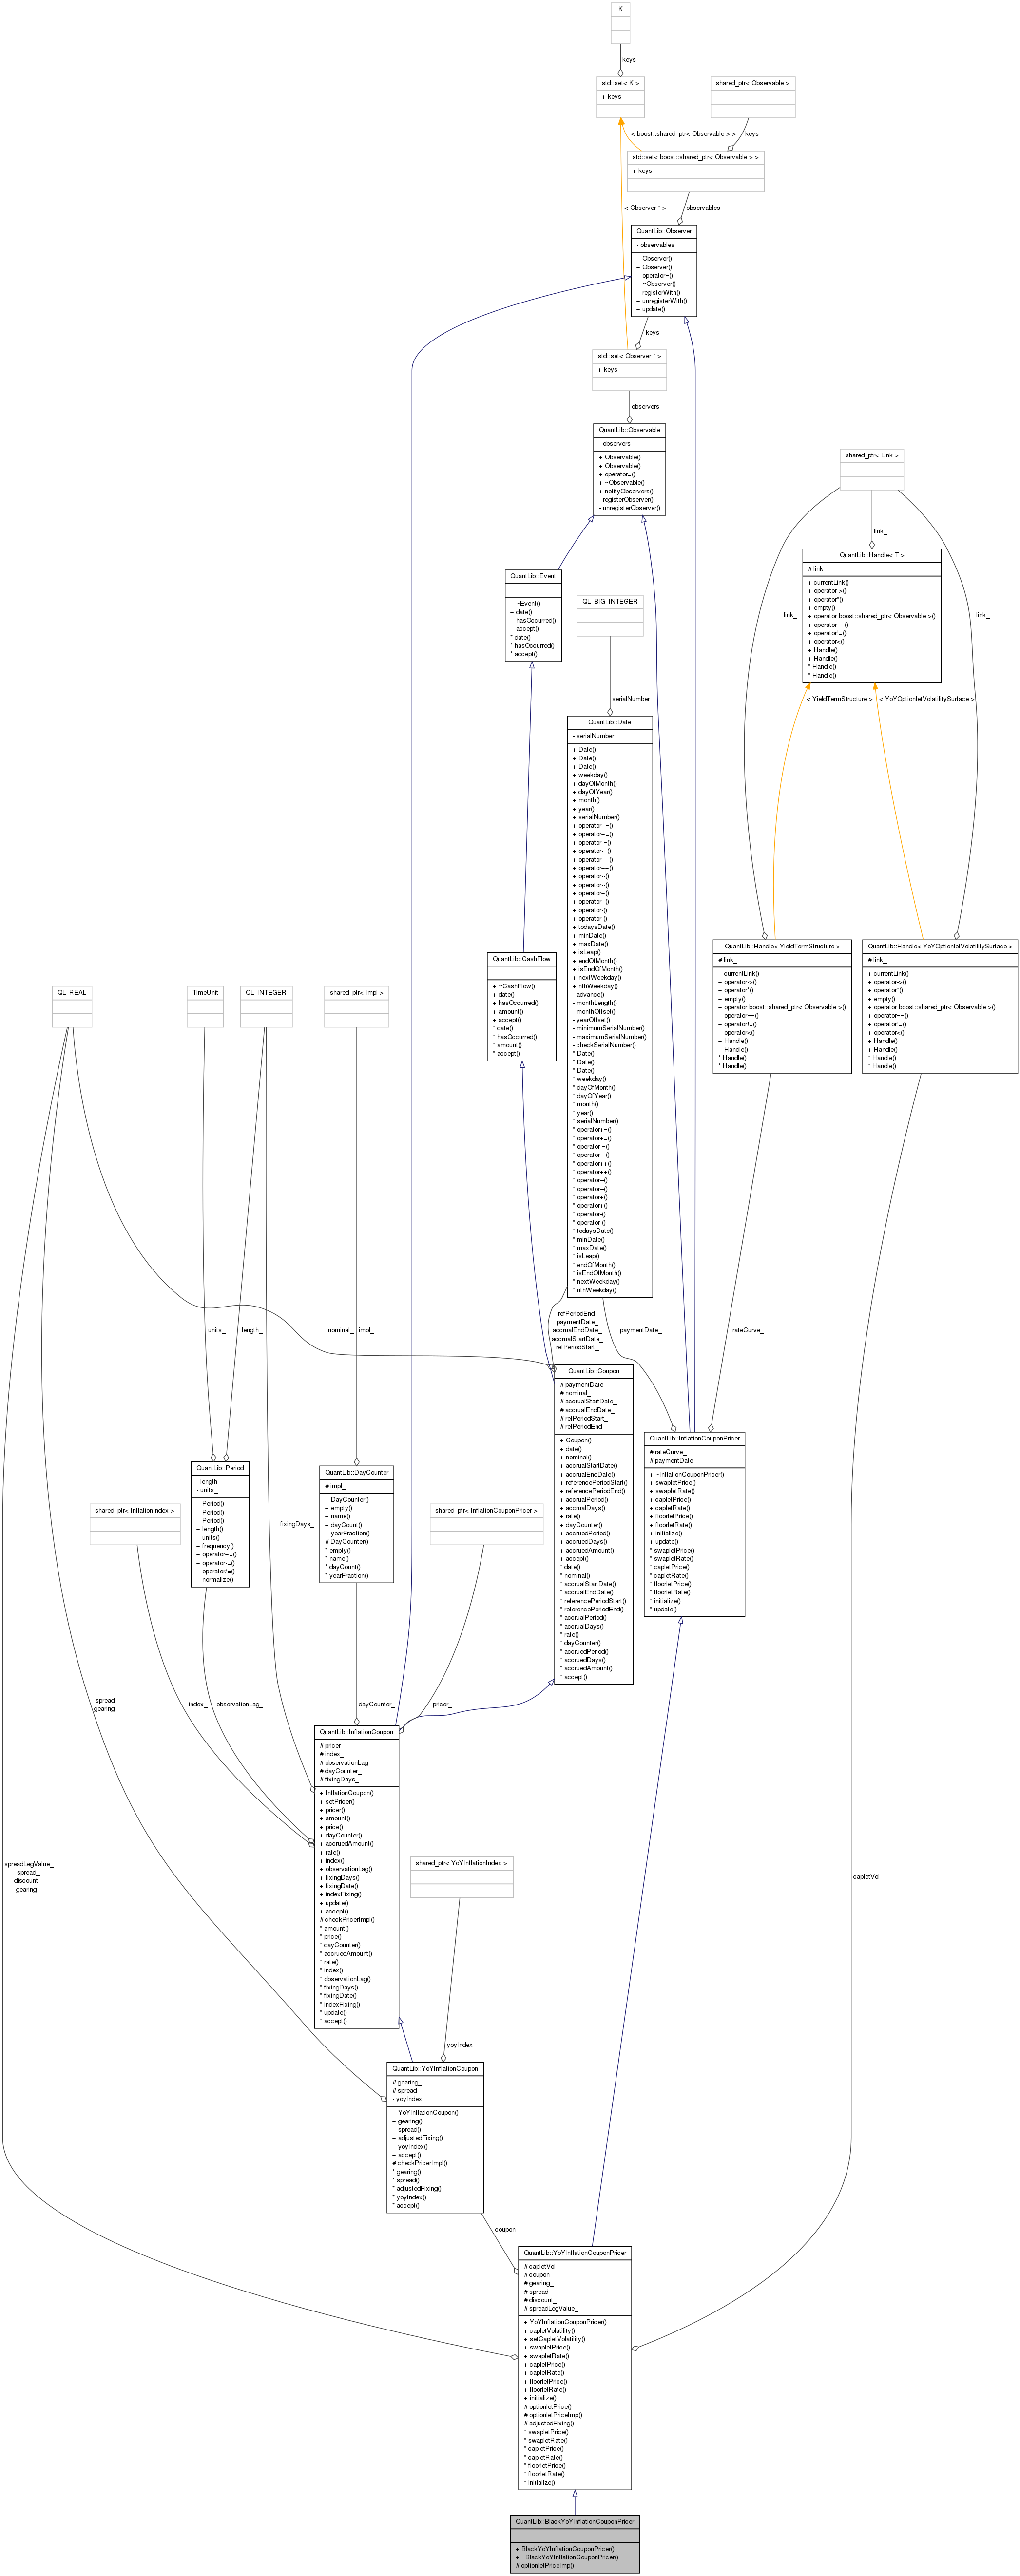 K
keys
std::set< K >
+ keys
shared_ptr< Observable >
< boost::shared_ptr< Observable > >
keys
std::set< boost::shared_ptr< Observable > >
+ keys
< Observer * >
observables_
QuantLib::Observer
- observables_
+ Observer()
+ Observer()
+ operator=()
+ ~Observer()
+ registerWith()
+ unregisterWith()
+ update()
keys
std::set< Observer * >
+ keys
observers_
QuantLib::Observable
- observers_
+ Observable()
+ Observable()
+ operator=()
+ ~Observable()
+ notifyObservers()
- registerObserver()
- unregisterObserver()
shared_ptr< Link >
link_
QuantLib::Handle< T >
# link_
+ currentLink()
+ operator->()
+ operator*()
+ empty()
+ operator boost::shared_ptr< Observable >()
+ operator==()
+ operator!=()
+ operator<()
+ Handle()
+ Handle()
* Handle()
* Handle()
link_
link_
< YieldTermStructure >
< YoYOptionletVolatilitySurface >
QuantLib::Event
+ ~Event()
+ date()
+ hasOccurred()
+ accept()
* date()
* hasOccurred()
* accept()
QL_BIG_INTEGER
serialNumber_
QuantLib::Date
- serialNumber_
+ Date()
+ Date()
+ Date()
+ weekday()
+ dayOfMonth()
+ dayOfYear()
+ month()
+ year()
+ serialNumber()
+ operator+=()
+ operator+=()
+ operator-=()
+ operator-=()
+ operator++()
+ operator++()
+ operator--()
+ operator--()
+ operator+()
+ operator+()
+ operator-()
+ operator-()
+ todaysDate()
+ minDate()
+ maxDate()
+ isLeap()
+ endOfMonth()
+ isEndOfMonth()
+ nextWeekday()
+ nthWeekday()
- advance()
- monthLength()
- monthOffset()
- yearOffset()
- minimumSerialNumber()
- maximumSerialNumber()
- checkSerialNumber()
* Date()
* Date()
* Date()
* weekday()
* dayOfMonth()
* dayOfYear()
* month()
* year()
* serialNumber()
* operator+=()
* operator+=()
* operator-=()
* operator-=()
* operator++()
* operator++()
* operator--()
* operator--()
* operator+()
* operator+()
* operator-()
* operator-()
* todaysDate()
* minDate()
* maxDate()
* isLeap()
* endOfMonth()
* isEndOfMonth()
* nextWeekday()
* nthWeekday()
QuantLib::CashFlow
+ ~CashFlow()
+ date()
+ hasOccurred()
+ amount()
+ accept()
* date()
* hasOccurred()
* amount()
* accept()
QuantLib::Handle< YieldTermStructure >
# link_
+ currentLink()
+ operator->()
+ operator*()
+ empty()
+ operator boost::shared_ptr< Observable >()
+ operator==()
+ operator!=()
+ operator<()
+ Handle()
+ Handle()
* Handle()
* Handle()
QuantLib::Handle< YoYOptionletVolatilitySurface >
# link_
+ currentLink()
+ operator->()
+ operator*()
+ empty()
+ operator boost::shared_ptr< Observable >()
+ operator==()
+ operator!=()
+ operator<()
+ Handle()
+ Handle()
* Handle()
* Handle()
QL_REAL
TimeUnit
QL_INTEGER
shared_ptr< Impl >
units_
length_
nominal_
impl_
refPeriodEnd_
paymentDate_
accrualEndDate_
accrualStartDate_
refPeriodStart_
paymentDate_
rateCurve_
QuantLib::Coupon
# paymentDate_
# nominal_
# accrualStartDate_
# accrualEndDate_
# refPeriodStart_
# refPeriodEnd_
+ Coupon()
+ date()
+ nominal()
+ accrualStartDate()
+ accrualEndDate()
+ referencePeriodStart()
+ referencePeriodEnd()
+ accrualPeriod()
+ accrualDays()
+ rate()
+ dayCounter()
+ accruedPeriod()
+ accruedDays()
+ accruedAmount()
+ accept()
* date()
* nominal()
* accrualStartDate()
* accrualEndDate()
* referencePeriodStart()
* referencePeriodEnd()
* accrualPeriod()
* accrualDays()
* rate()
* dayCounter()
* accruedPeriod()
* accruedDays()
* accruedAmount()
* accept()
QuantLib::InflationCouponPricer
# rateCurve_
# paymentDate_
+ ~InflationCouponPricer()
+ swapletPrice()
+ swapletRate()
+ capletPrice()
+ capletRate()
+ floorletPrice()
+ floorletRate()
+ initialize()
+ update()
* swapletPrice()
* swapletRate()
* capletPrice()
* capletRate()
* floorletPrice()
* floorletRate()
* initialize()
* update()
QuantLib::Period
- length_
- units_
+ Period()
+ Period()
+ Period()
+ length()
+ units()
+ frequency()
+ operator+=()
+ operator-=()
+ operator/=()
+ normalize()
QuantLib::DayCounter
# impl_
+ DayCounter()
+ empty()
+ name()
+ dayCount()
+ yearFraction()
# DayCounter()
* empty()
* name()
* dayCount()
* yearFraction()
shared_ptr< InflationIndex >
shared_ptr< InflationCouponPricer >
fixingDays_
spread_
gearing_
index_
observationLag_
dayCounter_
pricer_
QuantLib::InflationCoupon
# pricer_
# index_
# observationLag_
# dayCounter_
# fixingDays_
+ InflationCoupon()
+ setPricer()
+ pricer()
+ amount()
+ price()
+ dayCounter()
+ accruedAmount()
+ rate()
+ index()
+ observationLag()
+ fixingDays()
+ fixingDate()
+ indexFixing()
+ update()
+ accept()
# checkPricerImpl()
* amount()
* price()
* dayCounter()
* accruedAmount()
* rate()
* index()
* observationLag()
* fixingDays()
* fixingDate()
* indexFixing()
* update()
* accept()
shared_ptr< YoYInflationIndex >
spreadLegValue_
spread_
discount_
gearing_
capletVol_
yoyIndex_
QuantLib::YoYInflationCoupon
# gearing_
# spread_
- yoyIndex_
+ YoYInflationCoupon()
+ gearing()
+ spread()
+ adjustedFixing()
+ yoyIndex()
+ accept()
# checkPricerImpl()
* gearing()
* spread()
* adjustedFixing()
* yoyIndex()
* accept()
coupon_
QuantLib::YoYInflationCouponPricer
# capletVol_
# coupon_
# gearing_
# spread_
# discount_
# spreadLegValue_
+ YoYInflationCouponPricer()
+ capletVolatility()
+ setCapletVolatility()
+ swapletPrice()
+ swapletRate()
+ capletPrice()
+ capletRate()
+ floorletPrice()
+ floorletRate()
+ initialize()
# optionletPrice()
# optionletPriceImp()
# adjustedFixing()
* swapletPrice()
* swapletRate()
* capletPrice()
* capletRate()
* floorletPrice()
* floorletRate()
* initialize()
QuantLib::BlackYoYInflationCouponPricer
+ BlackYoYInflationCouponPricer()
+ ~BlackYoYInflationCouponPricer()
# optionletPriceImp()